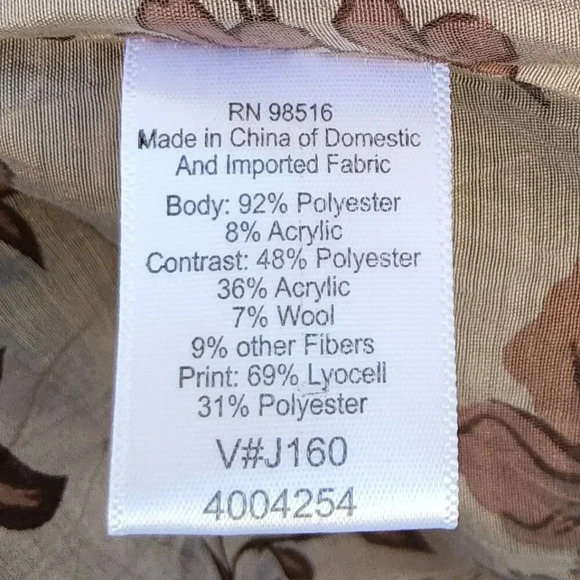 RN 98516
Made in China of Domestic
And Imported Fabric
Body: 92% Polyester
8% Acrylic
Contrast: 48% Polyester
36% Acrylic
7% Wool
9% other Fibers
Print: 69% Lyocell
31% Polyester
V#J160
4004254